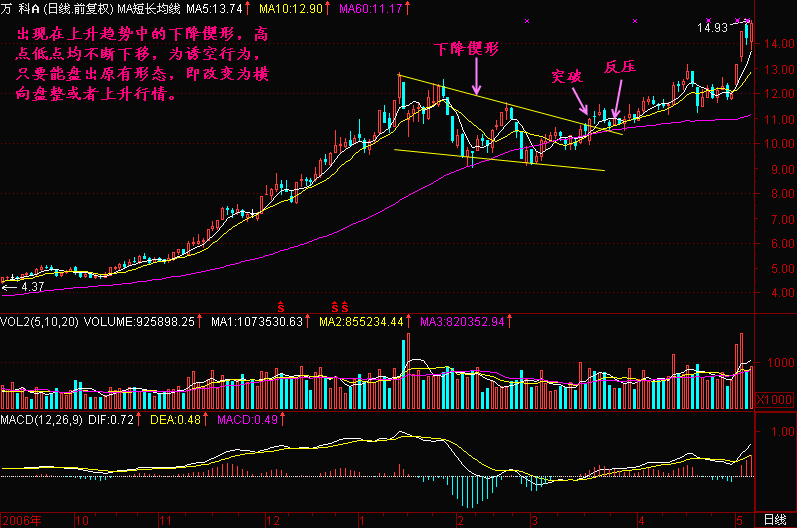 万 科A (日线.前复权) MA短长均线 MA5:13.74↑ MA10:12.90↑ MA60:11.17↑
出现在上升趋势中的下降楔形，高
点低点均不断下移，为诱空行为，
只要能盘出原有形态，即改变为横
向盘整或者上升行情。
下降楔形
突破
反压
14.93
14.00
13.00
12.00
11.00
10.00
9.00
8.00
7.00
6.00
5.00
4.00
4.37
Ŝ Ŝ Ŝ
VOL2(5,10,20) VOLUME:925898.25↑ MA1:1073530.63↑ MA2:855234.44↑ MA3:820352.94↑
1000
X1000
MACD(12,26,9) DIF:0.72↑ DEA:0.48↑ MACD:0.49↑
1.00
2006年 10 11 12 1 2 3 4 5 日线